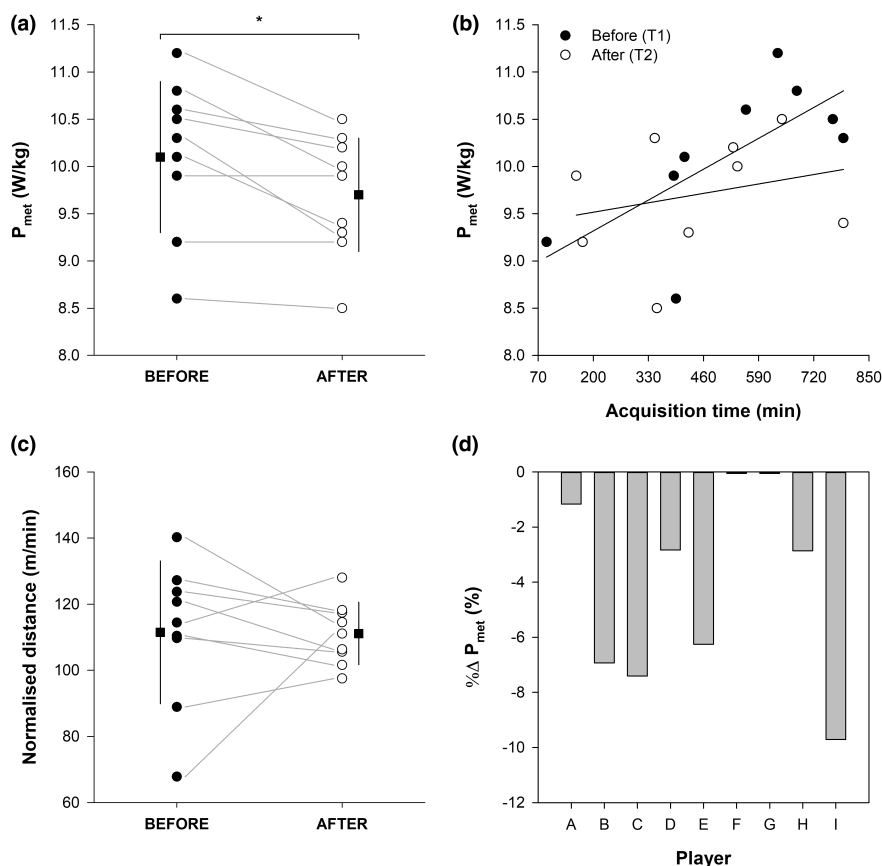 (a)
*
11.5
11.0
10.5
10.0
9.5
9.0
8.5
8.0
P_met (W/kg)
BEFORE AFTER
(b)
Before (T1)
After (T2)
11.5
11.0
10.5
10.0
9.5
9.0
8.5
8.0
P_met (W/kg)
70 200 330 460 590 720 850
Acquisition time (min)
(c)
160
140
120
100
80
60
Normalised distance (m/min)
BEFORE AFTER
(d)
0
-2
-4
-6
-8
-10
-12
%Δ P_met (%)
A B C D E F G H I
Player